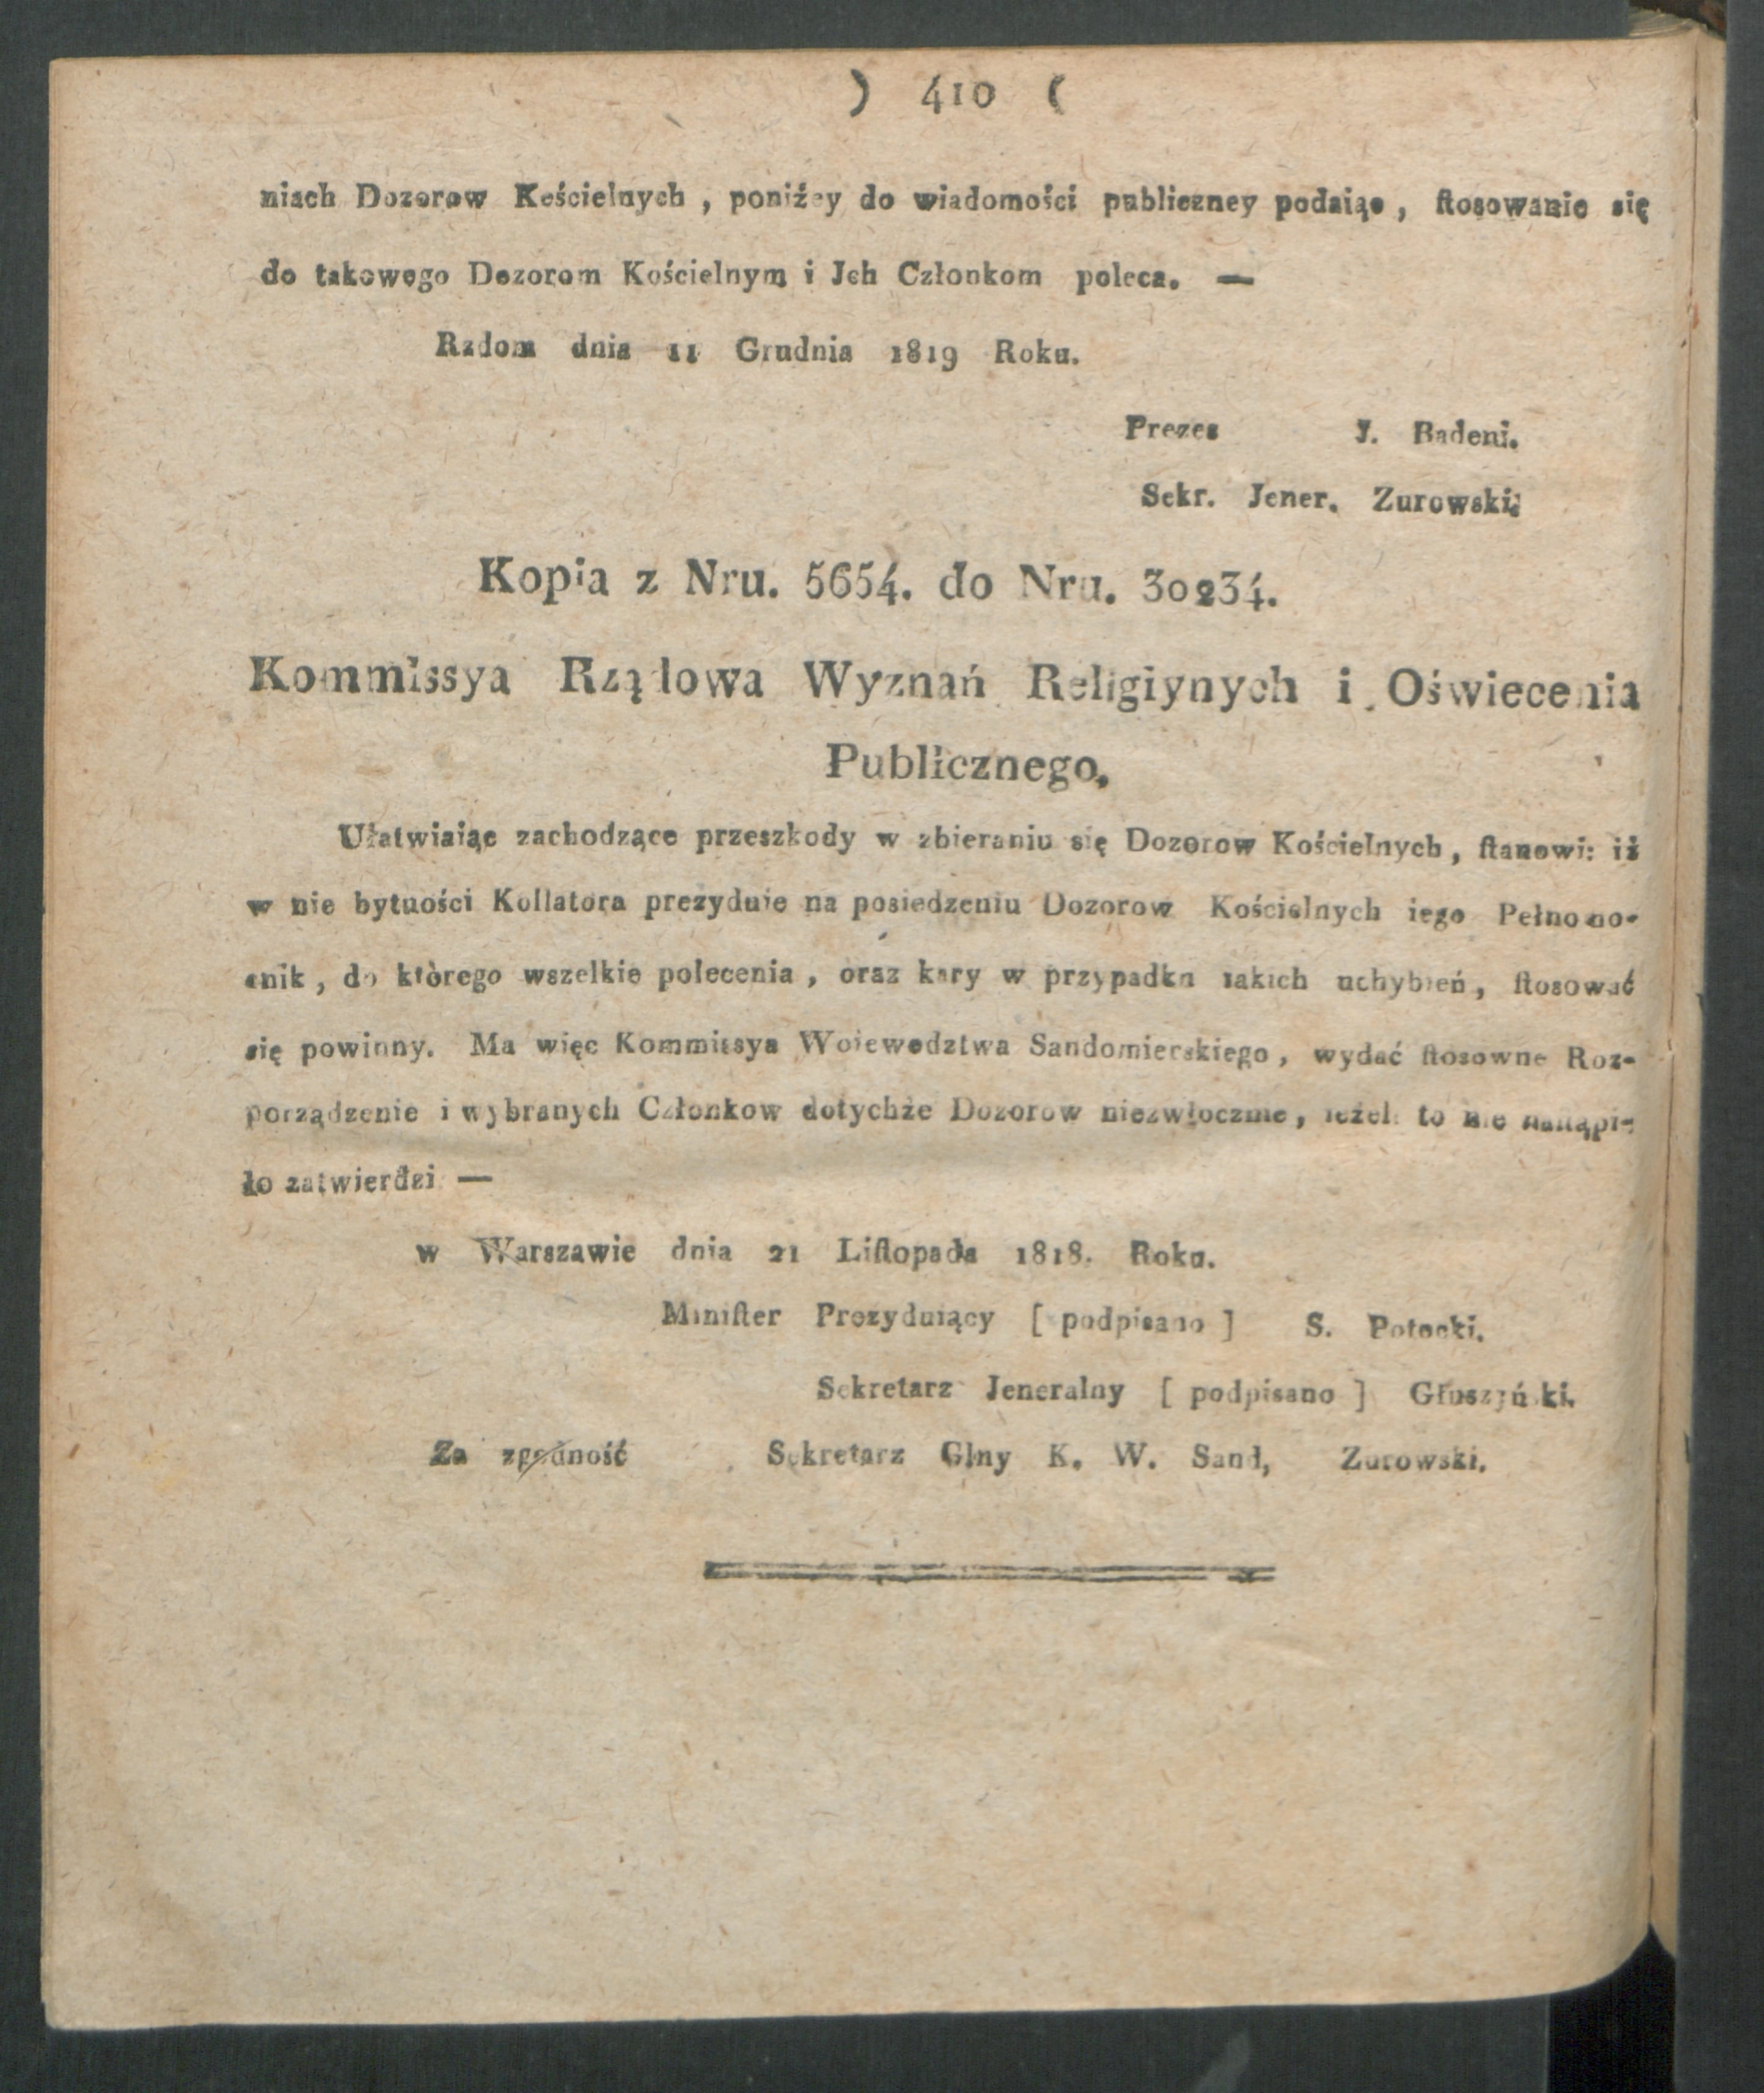 ) 410 (
niach Dozorow Kościelnych , poniżey do wiadomości publiczney podaiąc , stosowanie się
do takowego Dozorom Kościelnym i Jch Członkom poleca. —
Radom dnia 11 Grudnia 1819 Roku.
Prezes J. Badeni.
Sekr. Jener. Zurowski.
Kopia z Nru. 5654. do Nru. 30234.
Kommissya Rządowa Wyznań Religiynych i Oświecenia
Publicznego.
Ułatwiaiąc zachodzące przeszkody w zbieraniu się Dozorow Kościelnych , stanowi: iż
w nie bytności Kollatora prezyduie na posiedzeniu Dozorow Kościelnych iego Pełnomo-
cnik , do ktòrego wszelkie polecenia , oraz kary w przypadku iakich uchybień, stosować
się powinny. Ma więc Kommissya Woiewodztwa Sandomierskiego , wydać stosowne Roz-
porządzenie i wybranych Członkow dotychże Dozorow niezwłocznie , ieżeli to nie nastąpi-
ło zatwierdzi —
w Warszawie dnia 21 Listopada 1818. Roku.
Minister Prezyduiący [ podpisano ] S. Potocki.
Sekretarz Jeneralny [ podpisano ] Głuszyński.
Za zgodność Sekretarz Glny K. W. Sand, Zurowski.